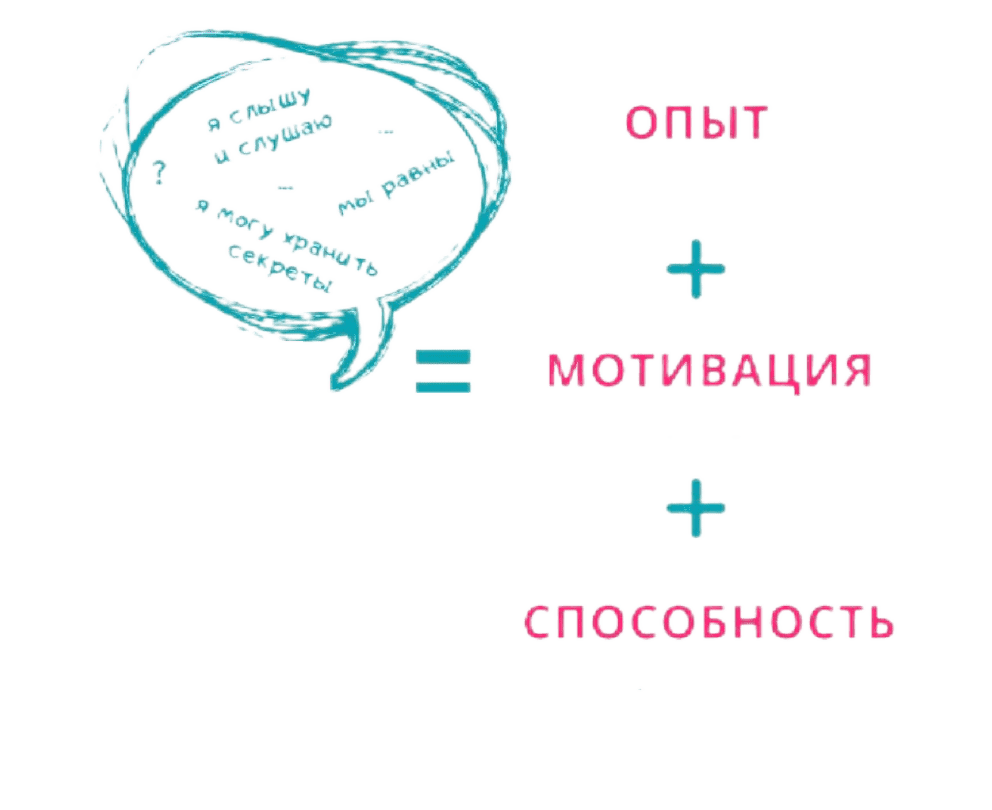 я слышу
и слушаю
...
?
...
мы равны
я могу хранить
секреты
=
ОПЫТ
+
МОТИВАЦИЯ
+
СПОСОБНОСТЬ